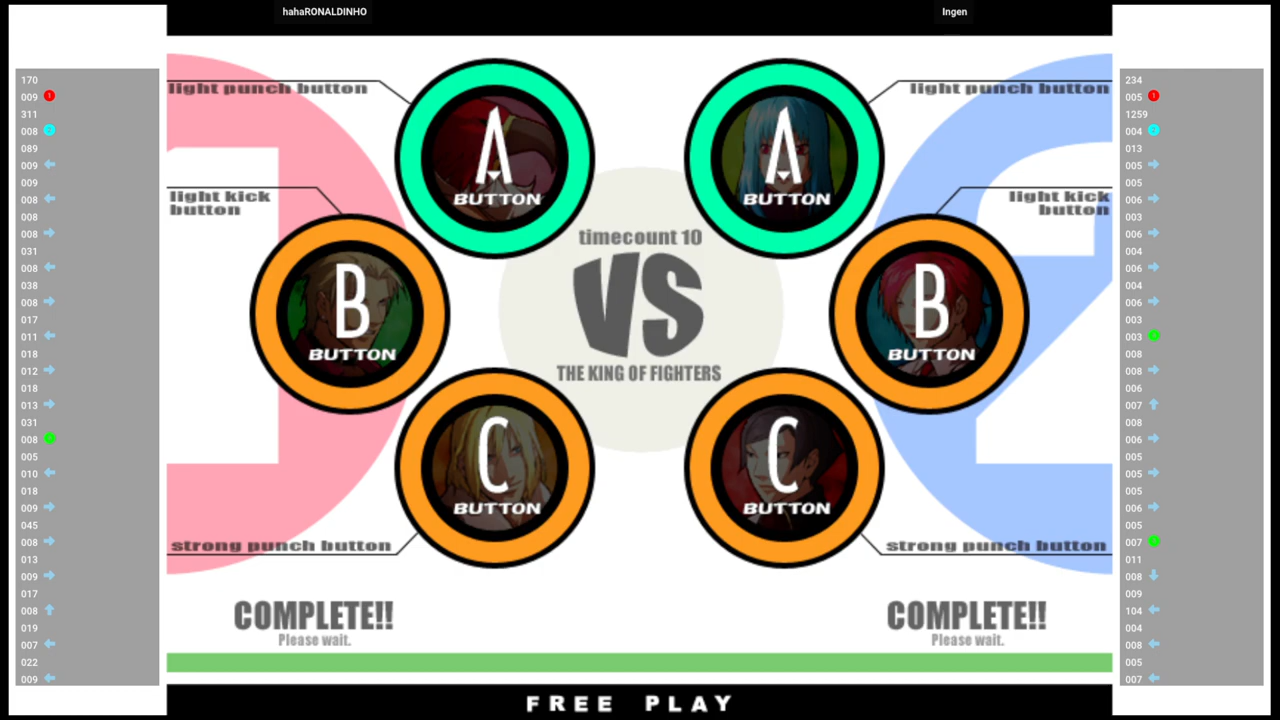 hahaRONALDINHO
Ingen
170
009 1
311
008 2
089
009
009
008
008
008
031
008
038
008
017
011
018
012
018
013
031
008
005
010
018
009
045
008
013
009
017
008
019
007
022
009
light punch button
A
BUTTON
light kick
button
B
BUTTON
C
BUTTON
strong punch button
COMPLETE!!
Please wait.
timecount 10
VS
THE KING OF FIGHTERS
light punch button
A
BUTTON
light kick
button
B
BUTTON
C
BUTTON
strong punch button
COMPLETE!!
Please wait.
FREE PLAY
234
005 1
1259
004 2
013
005
005
006
003
006
004
006
004
006
003
003
008
008
006
007
008
006
005
005
005
006
005
007
011
008
009
104
004
008
005
007